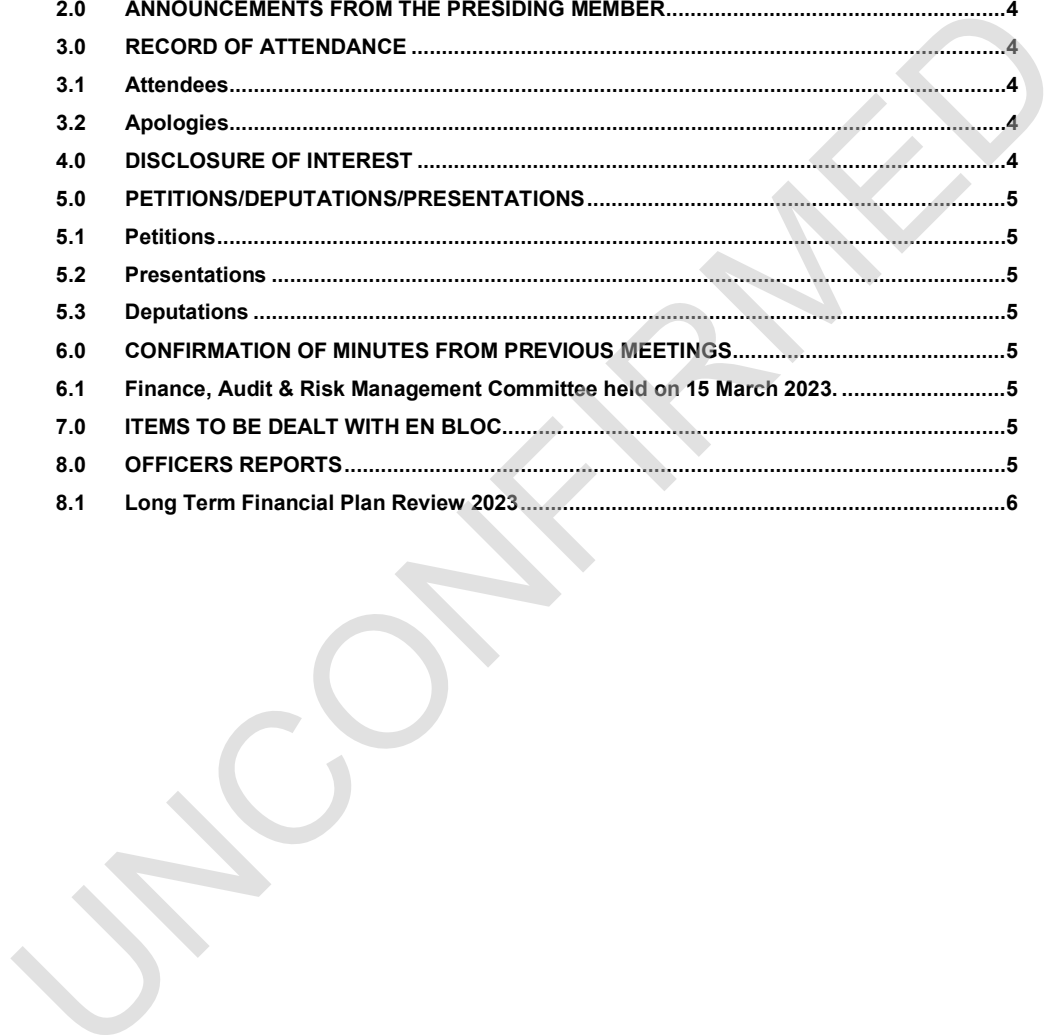 2.0 ANNOUNCEMENTS FROM THE PRESIDING MEMBER..........4
3.0 RECORD OF ATTENDANCE..........4
3.1 Attendees..........4
3.2 Apologies..........4
4.0 DISCLOSURE OF INTEREST..........4
5.0 PETITIONS/DEPUTATIONS/PRESENTATIONS..........5
5.1 Petitions..........5
5.2 Presentations..........5
5.3 Deputations..........5
6.0 CONFIRMATION OF MINUTES FROM PREVIOUS MEETINGS..........5
6.1 Finance, Audit & Risk Management Committee held on 15 March 2023...........5
7.0 ITEMS TO BE DEALT WITH EN BLOC..........5
8.0 OFFICERS REPORTS..........5
8.1 Long Term Financial Plan Review 2023..........6
UNCONFIRMED